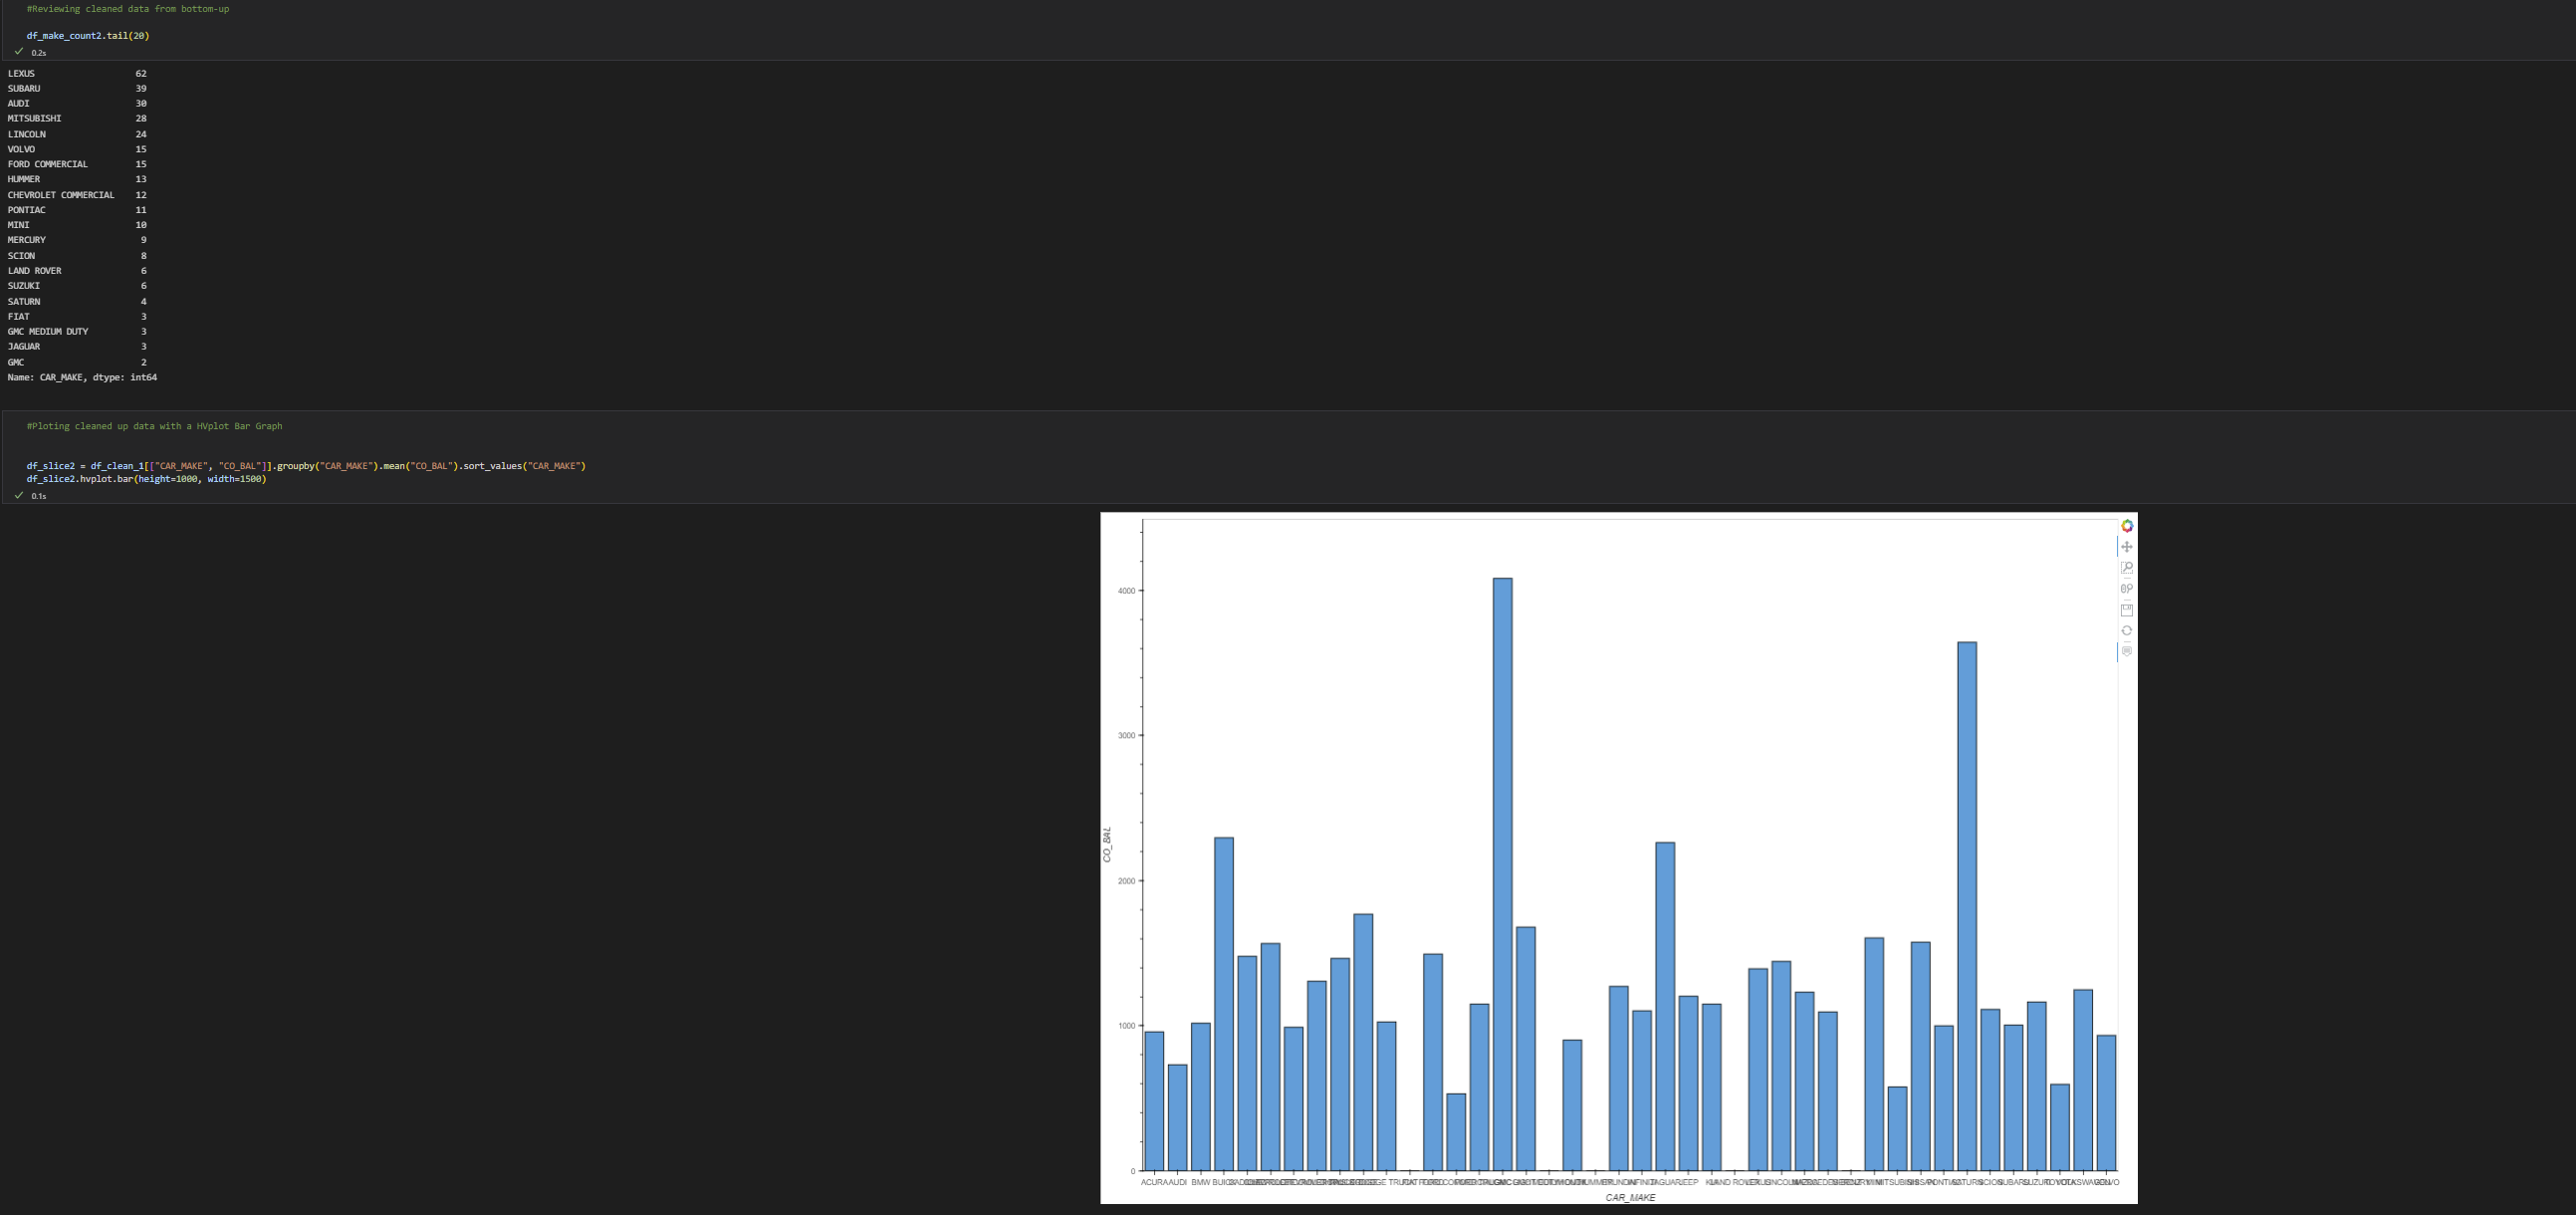 #Reviewing cleaned data from bottom-up
df_make_count2.tail(20)
0.2s
LEXUS 62
SUBARU 39
AUDI 30
MITSUBISHI 28
LINCOLN 24
VOLVO 15
FORD COMMERCIAL 15
HUMMER 13
CHEVROLET COMMERCIAL 12
PONTIAC 11
MINI 10
MERCURY 9
SCION 8
LAND ROVER 6
SUZUKI 6
SATURN 4
FIAT 3
GMC MEDIUM DUTY 3
JAGUAR 3
GMC 2
Name: CAR_MAKE, dtype: int64
#Ploting cleaned up data with a HVplot Bar Graph
df_slice2 = df_clean_1[["CAR_MAKE", "CO_BAL"]].groupby("CAR_MAKE").mean("CO_BAL").sort_values("CAR_MAKE")
df_slice2.hvplot.bar(height=1000, width=1500)
0.1s
4000
3000
CO_BAL
2000
1000
0
ACURA AUDI BMW
CAR_MAKE